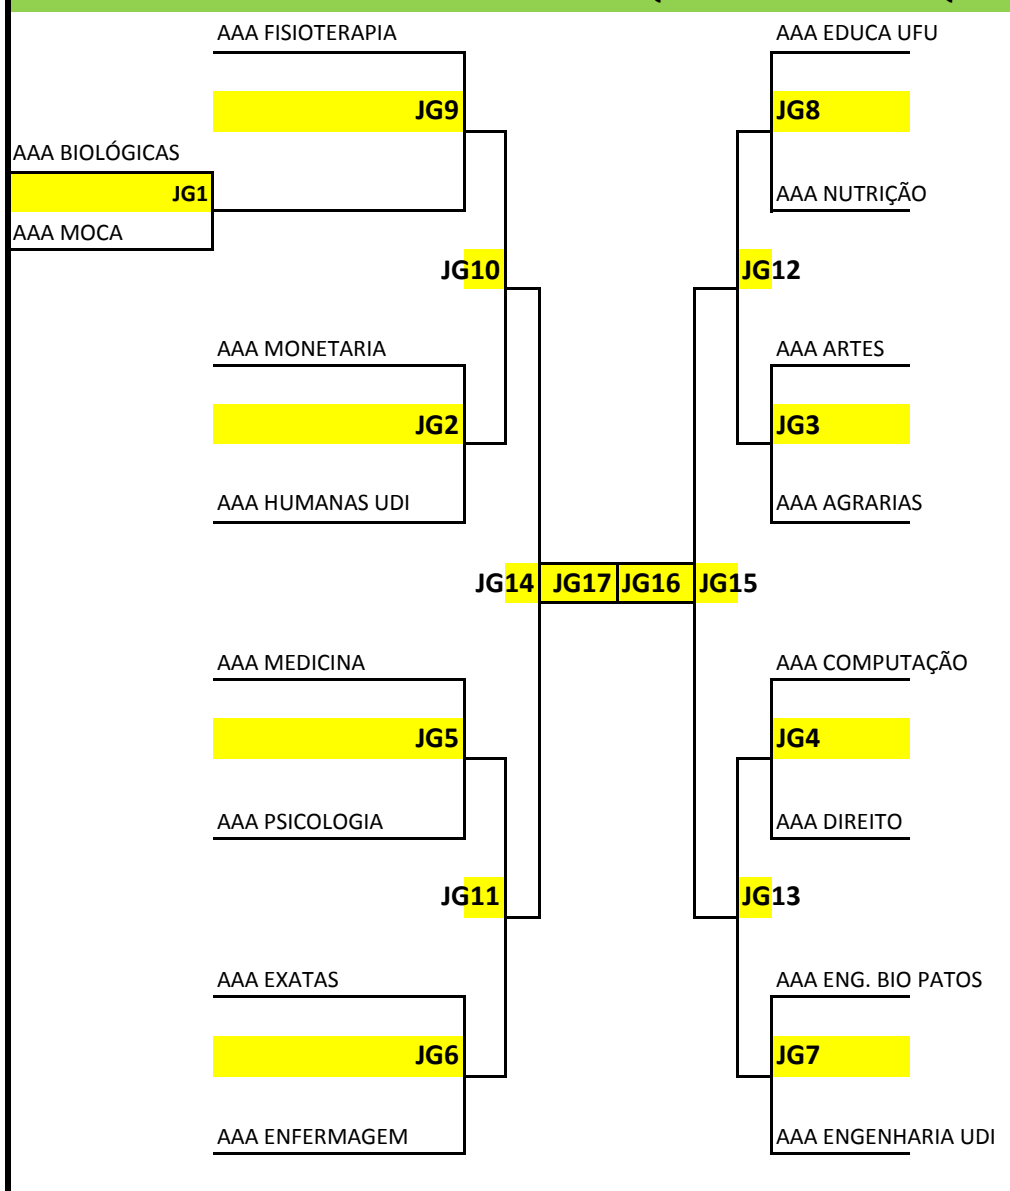 AAA FISIOTERAPIA
AAA EDUCA UFU
JG9
JG8
AAA BIOLÓGICAS
JG1
AAA NUTRIÇÃO
AAA MOCA
JG10
JG12
AAA MONETARIA
AAA ARTES
JG2
JG3
AAA HUMANAS UDI
AAA AGRARIAS
JG14 JG17 JG16 JG15
AAA MEDICINA
AAA COMPUTAÇÃO
JG5
JG4
AAA PSICOLOGIA
AAA DIREITO
JG11
JG13
AAA EXATAS
AAA ENG. BIO PATOS
JG6
JG7
AAA ENFERMAGEM
AAA ENGENHARIA UDI